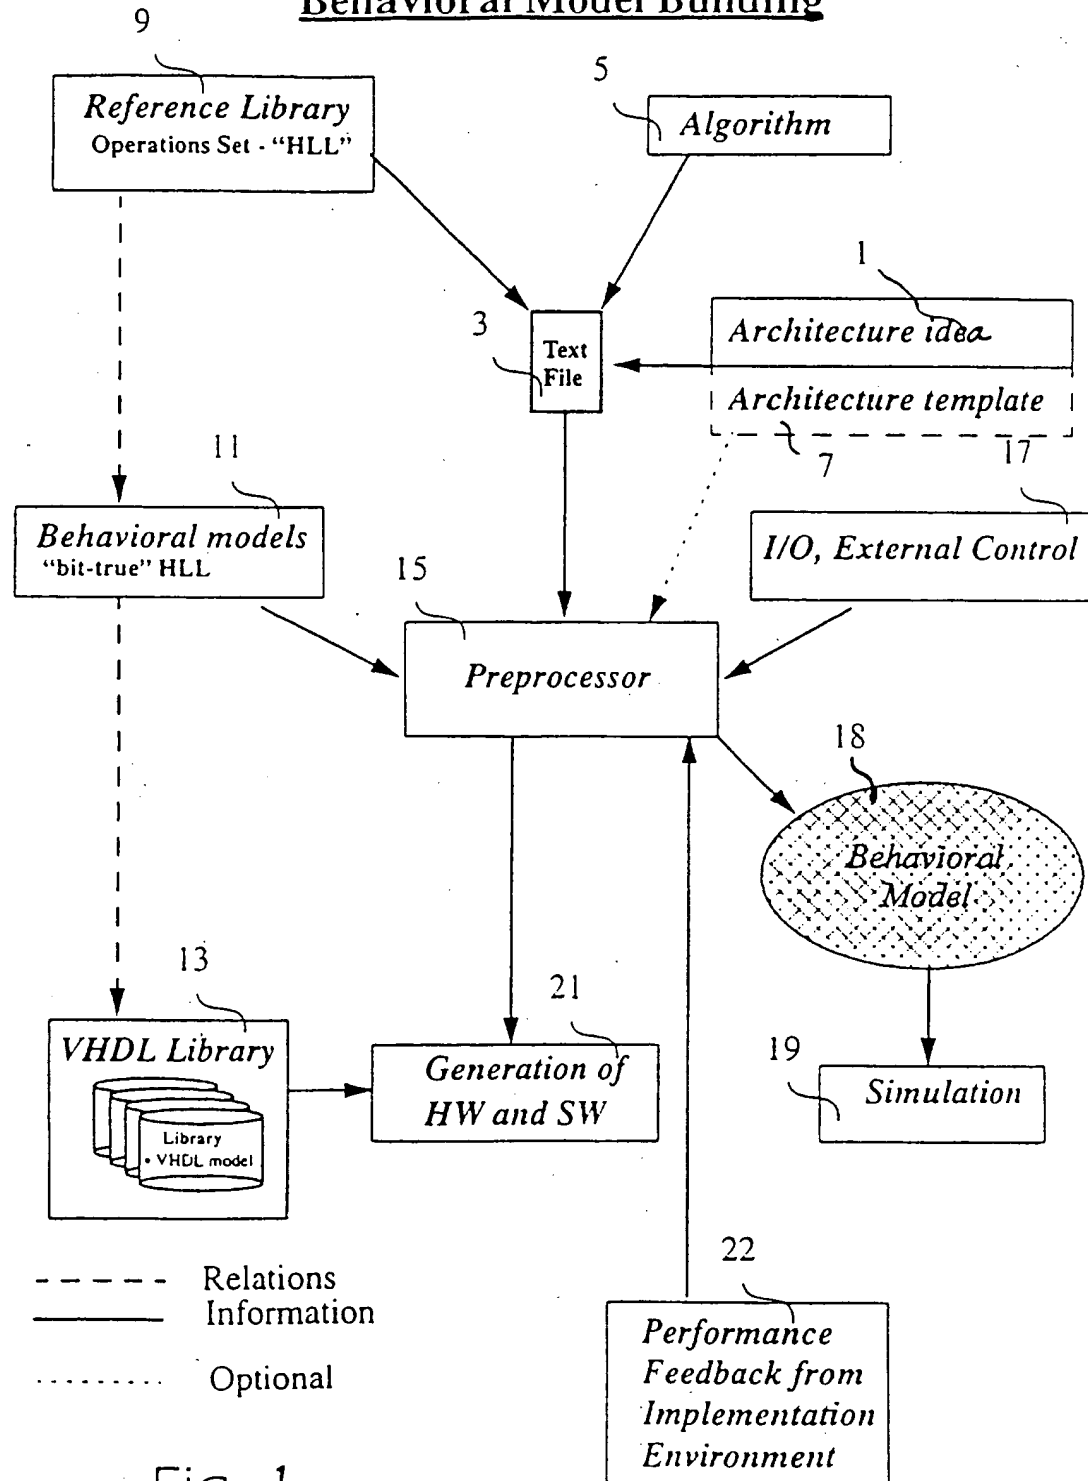 Behavioral Model Building
9
Reference Library
Operations Set - "HLL"
5
Algorithm
1
Architecture idea
Architecture template
7
3
Text
File
11
Behavioral models
"bit-true" HLL
17
I/O, External Control
15
Preprocessor
18
Behavioral
Model
13
VHDL Library
Library
• VHDL model
21
Generation of
HW and SW
19
Simulation
22
Performance
Feedback from
Implementation
Environment
Relations
Information
Optional
Fig. 1